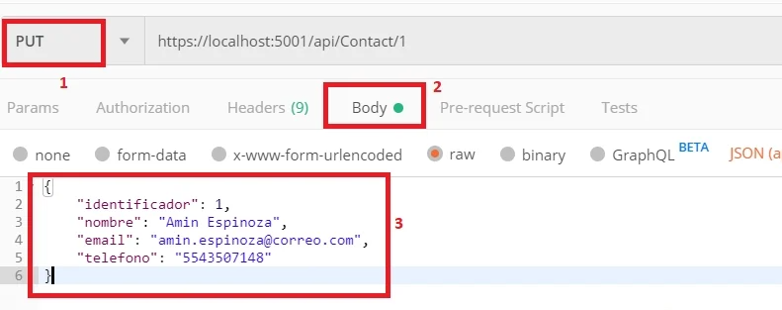 PUT https://localhost:5001/api/Contact/1
1 2
Params Authorization Headers (9) Body Pre-request Script Tests
none form-data x-www-form-urlencoded raw binary GraphQL BETA JSON (a
1 {
2 "identificador": 1,
3 "nombre": "Amin Espinoza", 3
4 "email": "amin.espinoza@correo.com",
5 "telefono": "5543507148"
6 }